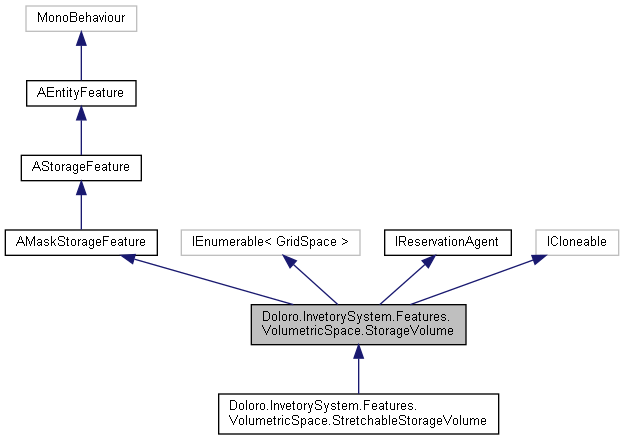 MonoBehaviour
AEntityFeature
AStorageFeature
AMaskStorageFeature
IEnumerable< GridSpace >
IReservationAgent
ICloneable
Doloro.InvetorySystem.Features.
VolumetricSpace.StorageVolume
Doloro.InvetorySystem.Features.
VolumetricSpace.StretchableStorageVolume